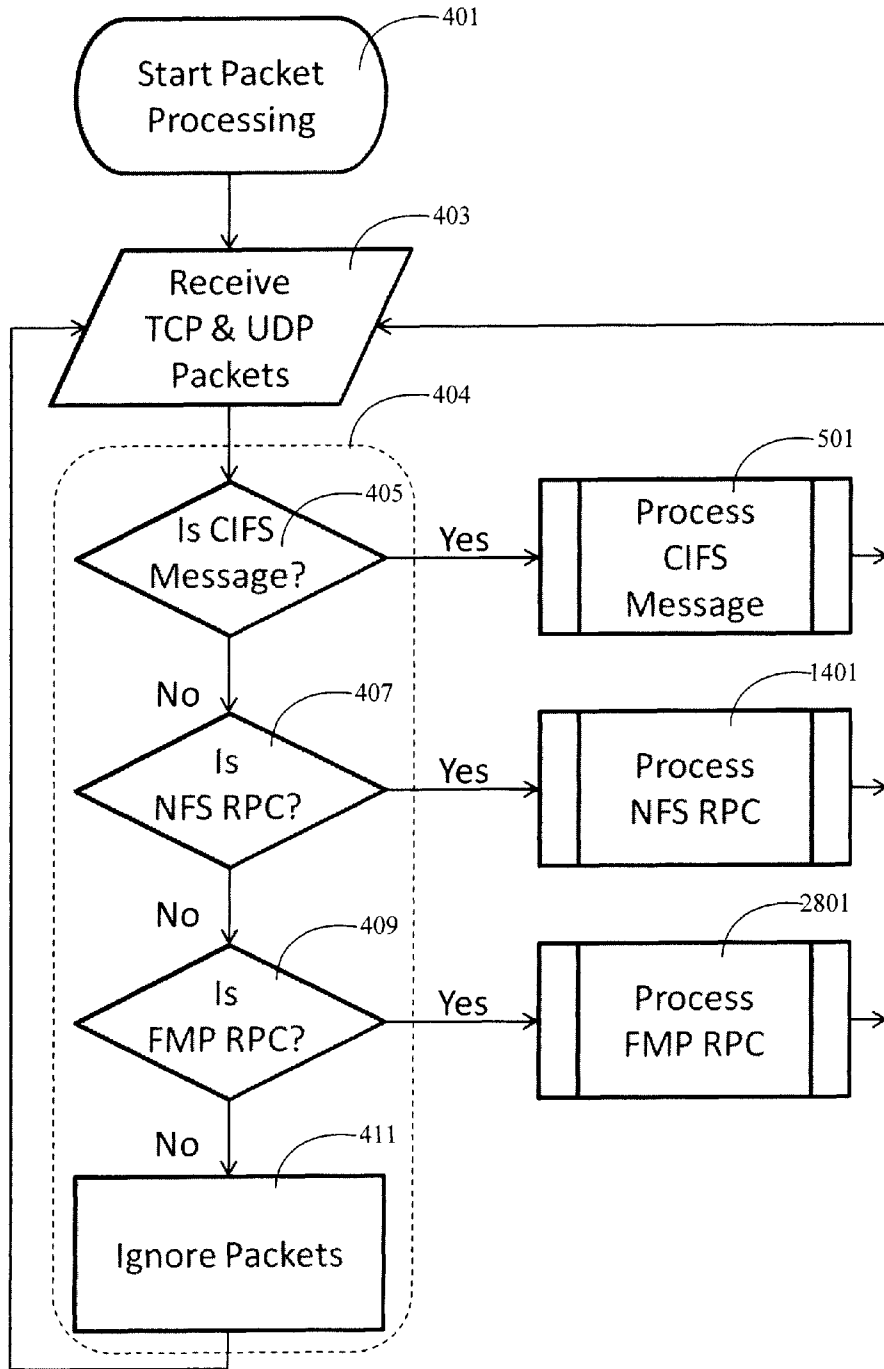 401
Start Packet
Processing
403
Receive
TCP & UDP
Packets
404
405
Is CIFS
Message?
Yes
501
Process
CIFS
Message
No
407
Is
NFS RPC?
Yes
1401
Process
NFS RPC
No
409
Is
FMP RPC?
Yes
2801
Process
FMP RPC
No
411
Ignore Packets